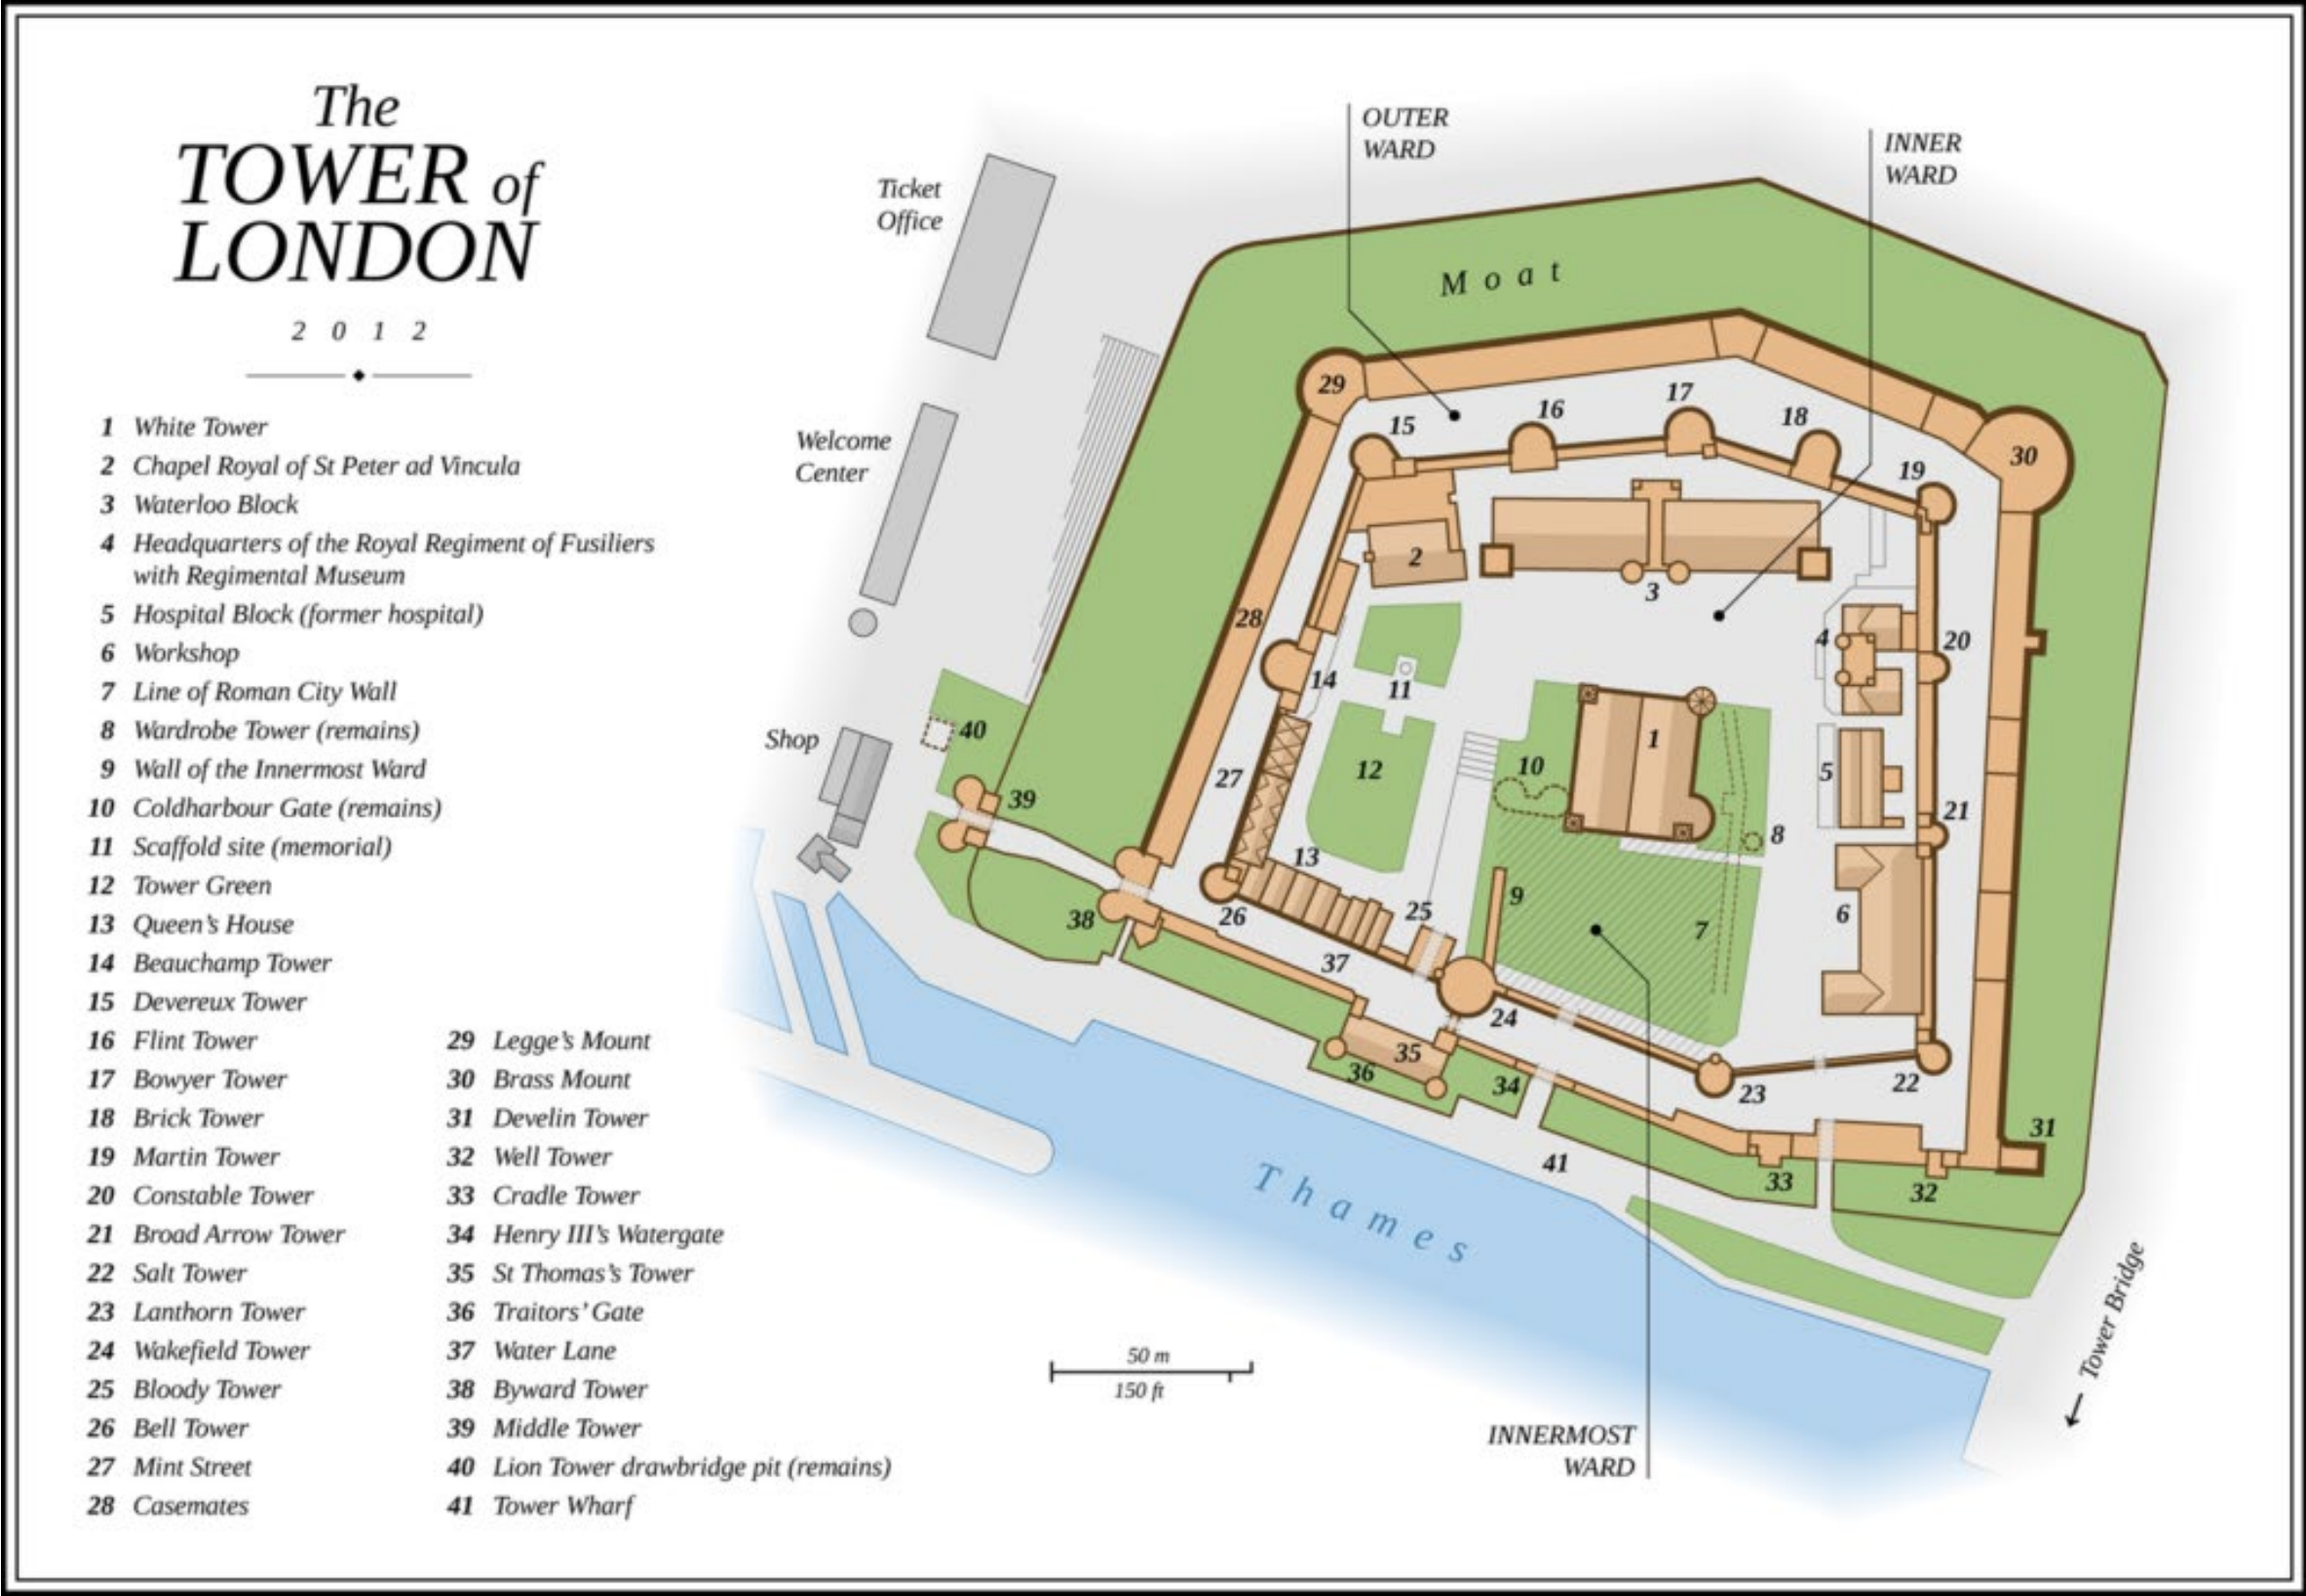 The
TOWER of
LONDON
2012
1 White Tower
2 Chapel Royal of St Peter ad Vincula
3 Waterloo Block
4 Headquarters of the Royal Regiment of Fusiliers
with Regimental Museum
5 Hospital Block (former hospital)
6 Workshop
7 Line of Roman City Wall
8 Wardrobe Tower (remains)
9 Wall of the Innermost Ward
10 Coldharbour Gate (remains)
11 Scaffold site (memorial)
12 Tower Green
13 Queen's House
14 Beauchamp Tower
15 Devereux Tower
16 Flint Tower
17 Bowyer Tower
18 Brick Tower
19 Martin Tower
20 Constable Tower
21 Broad Arrow Tower
22 Salt Tower
23 Lanthorn Tower
24 Wakefield Tower
25 Bloody Tower
26 Bell Tower
27 Mint Street
28 Casemates
29 Legge's Mount
30 Brass Mount
31 Develin Tower
32 Well Tower
33 Cradle Tower
34 Henry III's Watergate
35 St Thomas's Tower
36 Traitors' Gate
37 Water Lane
38 Byward Tower
39 Middle Tower
40 Lion Tower drawbridge pit (remains)
41 Tower Wharf
OUTER
WARD
INNER
WARD
Ticket
Office
Moat
Welcome
Center
Shop
29
15
16
17
18
19
30
2
3
28
14
11
4
20
40
1
12
10
5
27
39
21
8
13
9
6
26
25
38
7
37
24
35
36
34
23
22
31
41
33
32
Thames
Tower Bridge
50 m
150 ft
INNERMOST
WARD